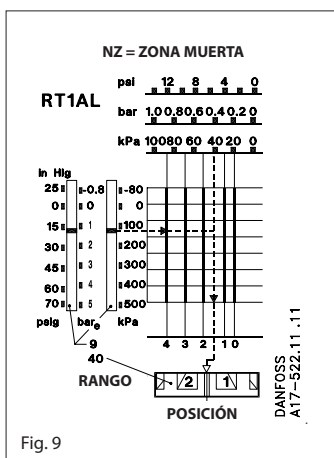 NZ = ZONA MUERTA
psi 12 8 4 0
RT1AL
bar 1.0 0.8 0.6 0.4 0.2 0
kPa 100 80 60 40 20 0
in Hg
25 -0.8 -80
0 0 0
15 1 100
30 2 200
45 3 300
60 4 400
70 5 500
psig bare kPa
4 3 2 1 0
9
40
RANGO
2 1
POSICIÓN
DANFOSS
A17-522.11 .11
Fig. 9